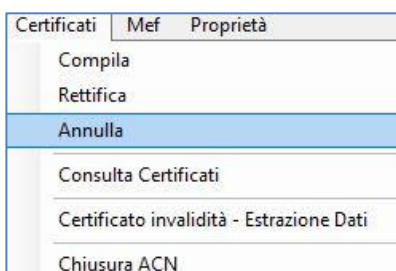 Certificati Mef Proprietà
Compila
Rettifica
Annulla
Consulta Certificati
Certificato invalidità - Estrazione Dati
Chiusura ACN